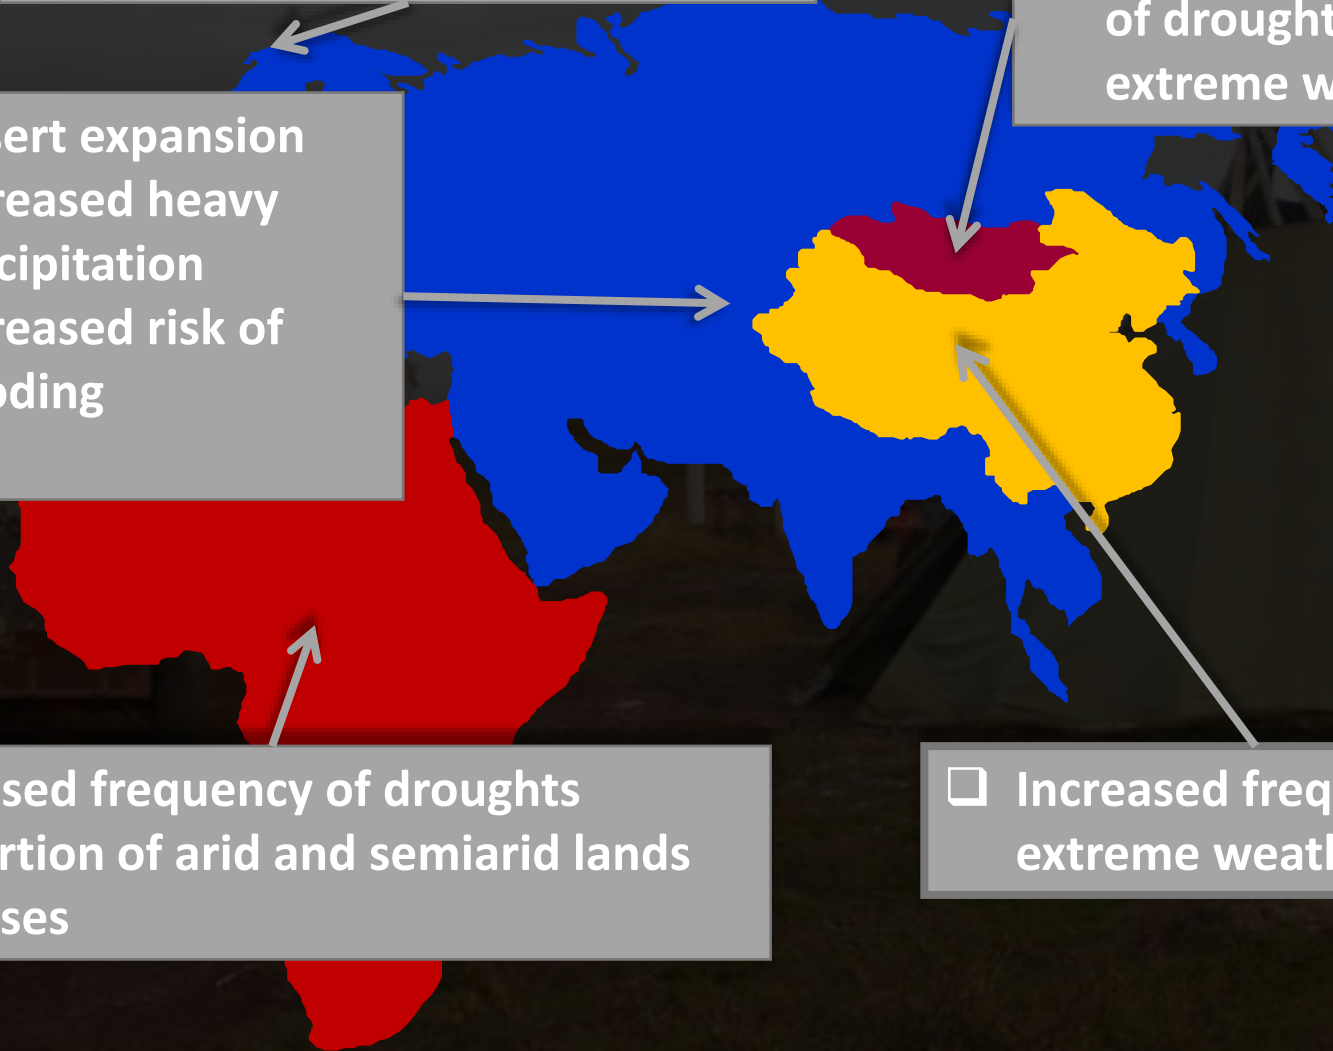 of drought
extreme w
sert expansion
reased heavy
cipitation
reased risk of
oding
sed frequency of droughts
rtion of arid and semiarid lands
ses
❑ Increased freq
extreme weath